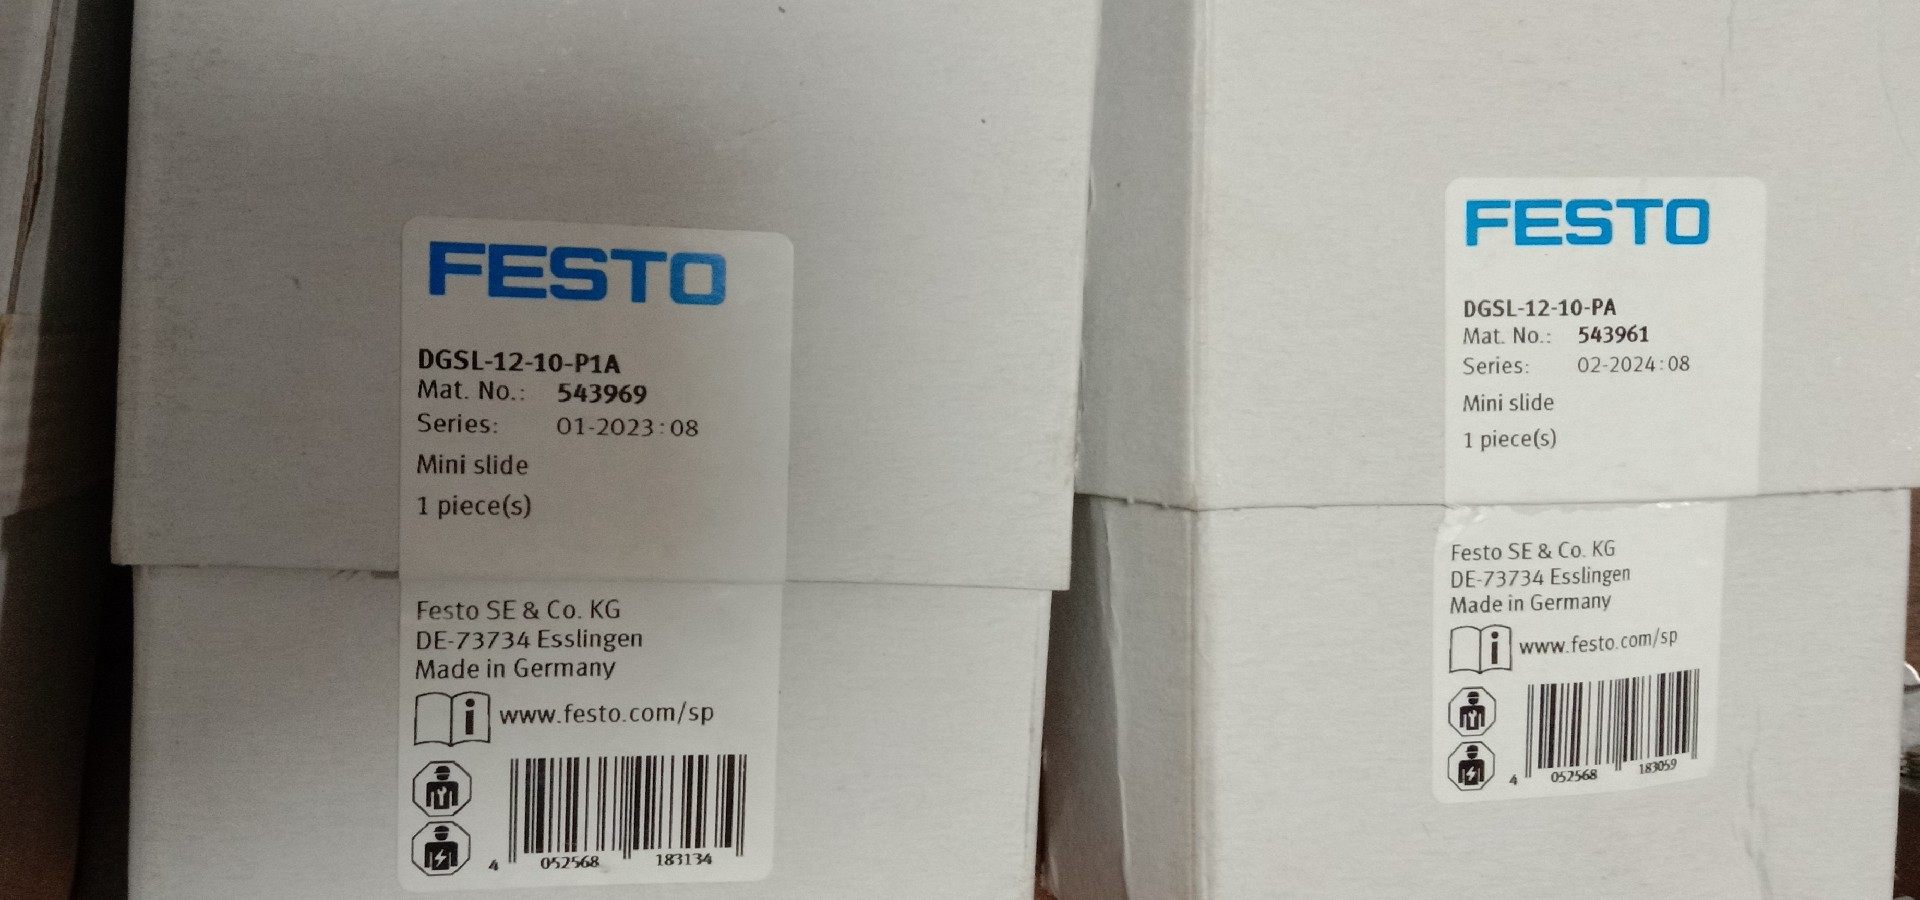 FESTO
DGSL-12-10-P1A
Mat. No.: 543969
Series: 01-2023:08
Mini slide
1 piece(s)
Festo SE & Co. KG
DE-73734 Esslingen
Made in Germany
i www.festo.com/sp
4 052568 183134
FESTO
DGSL-12-10-PA
Mat. No.: 543961
Series: 02-2024:08
Mini slide
1 piece(s)
Festo SE & Co. KG
DE-73734 Esslingen
Made in Germany
i www.festo.com/sp
4 052568 183059